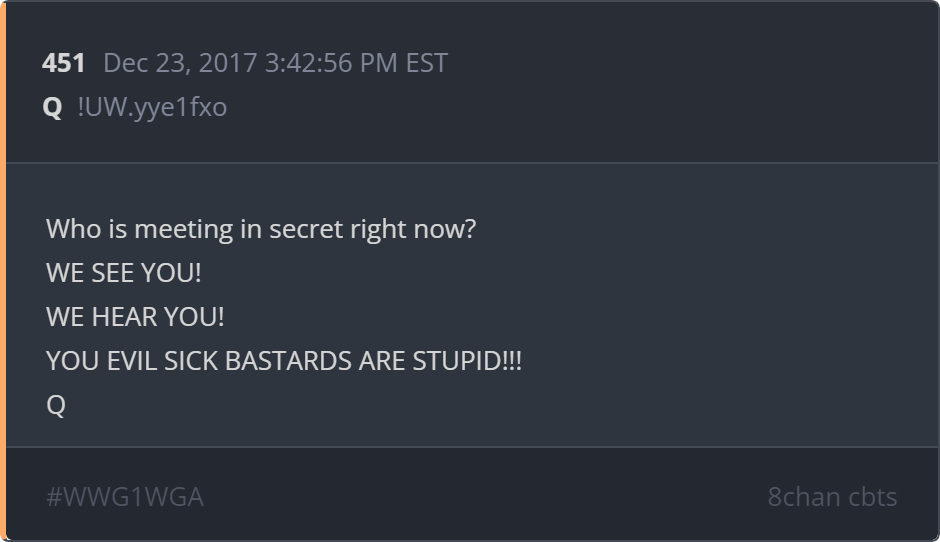 451 Dec 23, 2017 3:42:56 PM EST
Q !UW.yye1fxo
Who is meeting in secret right now?
WE SEE YOU!
WE HEAR YOU!
YOU EVIL SICK BASTARDS ARE STUPID!!!
Q
#WWG1WGA 8chan cbts